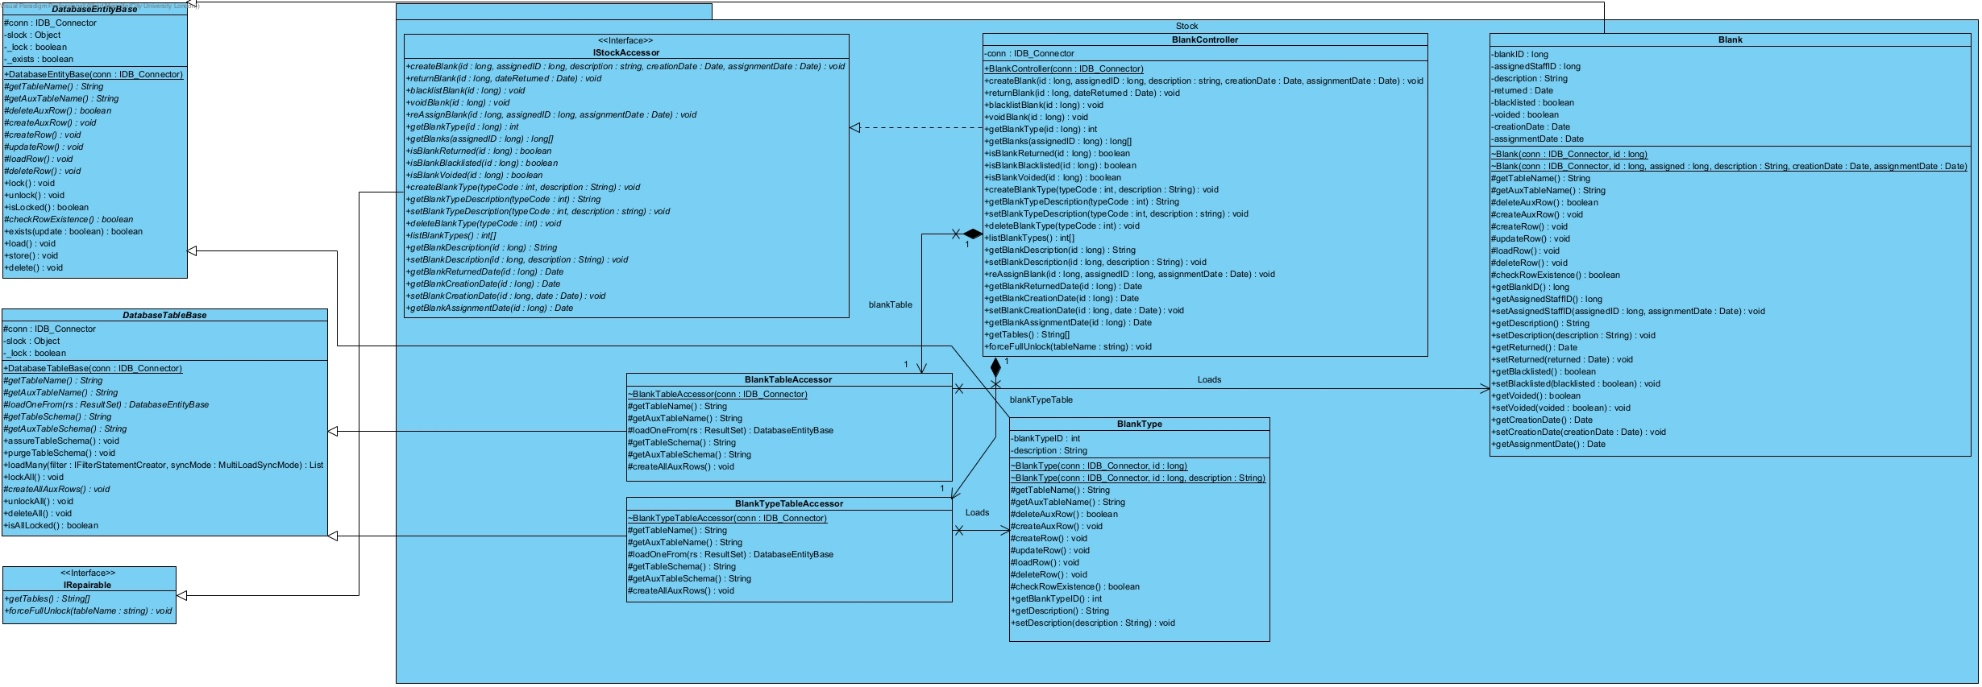 DatabaseEntityBase
#conn : IDB_Connector
-slock : Object
-_lock : boolean
-_exists : boolean
+DatabaseEntityBase(conn : IDB_Connector)
#getTableName() : String
#getAuxTableName() : String
#deleteAuxRow() : boolean
#createAuxRow() : void
#createRow() : void
#updateRow() : void
#loadRow() : void
#deleteRow() : void
+lock() : void
+unlock() : void
+isLocked() : boolean
#checkRowExistence() : boolean
+exists(update : boolean) : boolean
+load() : void
+store() : void
+delete() : void
DatabaseTableBase
#conn : IDB_Connector
-slock : Object
-_lock : boolean
+DatabaseTableBase(conn : IDB_Connector)
#getTableName() : String
#getAuxTableName() : String
#loadOneFrom(rs : ResultSet) : DatabaseEntityBase
#getTableSchema() : String
#getAuxTableSchema() : String
+assureTableSchema() : void
+purgeTableSchema() : void
+loadMany(filter : IFilterStatementCreator, syncMode : MultiLoadSyncMode) : List
+lockAll() : void
#createAllAuxRows() : void
+unlockAll() : void
+deleteAll() : void
+isAllLocked() : boolean
<<Interface>>
IRepairable
+getTables() : String[]
+forceFullUnlock(tableName : string) : void
Stock
<<Interface>>
IStockAccessor
+createBlank(id : long, assignedID : long, description : string, creationDate : Date, assignmentDate : Date) : void
+returnBlank(id : long, dateReturned : Date) : void
+blacklistBlank(id : long) : void
+voidBlank(id : long) : void
+reAssignBlank(id : long, assignedID : long, assignmentDate : Date) : void
+getBlankType(id : long) : int
+getBlanks(assignedID : long) : long[]
+isBlankReturned(id : long) : boolean
+isBlankBlacklisted(id : long) : boolean
+isBlankVoided(id : long) : boolean
+createBlankType(typeCode : int, description : String) : void
+getBlankTypeDescription(typeCode : int) : String
+setBlankTypeDescription(typeCode : int, description : string) : void
+deleteBlankType(typeCode : int) : void
+listBlankTypes() : int[]
+getBlankDescription(id : long) : String
+setBlankDescription(id : long, description : String) : void
+getBlankReturnedDate(id : long) : Date
+getBlankCreationDate(id : long) : Date
+setBlankCreationDate(id : long, date : Date) : void
+getBlankAssignmentDate(id : long) : Date
BlankController
-conn : IDB_Connector
+BlankController(conn : IDB_Connector)
+createBlank(id : long, assignedID : long, description : string, creationDate : Date, assignmentDate : Date) : void
+returnBlank(id : long, dateReturned : Date) : void
+blacklistBlank(id : long) : void
+voidBlank(id : long) : void
+getBlankType(id : long) : int
+getBlanks(assignedID : long) : long[]
+isBlankReturned(id : long) : boolean
+isBlankBlacklisted(id : long) : boolean
+isBlankVoided(id : long) : boolean
+createBlankType(typeCode : int, description : String) : void
+getBlankTypeDescription(typeCode : int) : String
+setBlankTypeDescription(typeCode : int, description : string) : void
+deleteBlankType(typeCode : int) : void
+listBlankTypes() : int[]
+getBlankDescription(id : long) : String
+setBlankDescription(id : long, description : String) : void
+reAssignBlank(id : long, assignedID : long, assignmentDate : Date) : void
+getBlankReturnedDate(id : long) : Date
+getBlankCreationDate(id : long) : Date
+setBlankCreationDate(id : long, date : Date) : void
+getBlankAssignmentDate(id : long) : Date
+getTables() : String[]
+forceFullUnlock(tableName : string) : void
1
blankTable
1
1
blankTypeTable
1
Loads
Loads
BlankTableAccessor
~BlankTableAccessor(conn : IDB_Connector)
#getTableName() : String
#getAuxTableName() : String
#loadOneFrom(rs : ResultSet) : DatabaseEntityBase
#getTableSchema() : String
#getAuxTableSchema() : String
#createAllAuxRows() : void
BlankTypeTableAccessor
~BlankTypeTableAccessor(conn : IDB_Connector)
#getTableName() : String
#getAuxTableName() : String
#loadOneFrom(rs : ResultSet) : DatabaseEntityBase
#getTableSchema() : String
#getAuxTableSchema() : String
#createAllAuxRows() : void
BlankType
-blankTypeID : int
-description : String
~BlankType(conn : IDB_Connector, id : long)
~BlankType(conn : IDB_Connector, id : long, description : String)
#getTableName() : String
#getAuxTableName() : String
#deleteAuxRow() : boolean
#createAuxRow() : void
#createRow() : void
#updateRow() : void
#loadRow() : void
#deleteRow() : void
#checkRowExistence() : boolean
+getBlankTypeID() : int
+getDescription() : String
+setDescription(description : String) : void
Blank
-blankID : long
-assignedStaffID : long
-description : String
-returned : Date
-blacklisted : boolean
-voided : boolean
-creationDate : Date
-assignmentDate : Date
~Blank(conn : IDB_Connector, id : long)
~Blank(conn : IDB_Connector, id : long, assigned : long, description : String, creationDate : Date, assignmentDate : Date)
#getTableName() : String
#getAuxTableName() : String
#deleteAuxRow() : boolean
#createAuxRow() : void
#createRow() : void
#updateRow() : void
#loadRow() : void
#deleteRow() : void
#checkRowExistence() : boolean
+getBlankID() : long
+getAssignedStaffID() : long
+setAssignedStaffID(assignedID : long, assignmentDate : Date) : void
+getDescription() : String
+setDescription(description : String) : void
+getReturned() : Date
+setReturned(returned : Date) : void
+getBlacklisted() : boolean
+setBlacklisted(blacklisted : boolean) : void
+getVoided() : boolean
+setVoided(voided : boolean) : void
+getCreationDate() : Date
+setCreationDate(creationDate : Date) : void
+getAssignmentDate() : Date